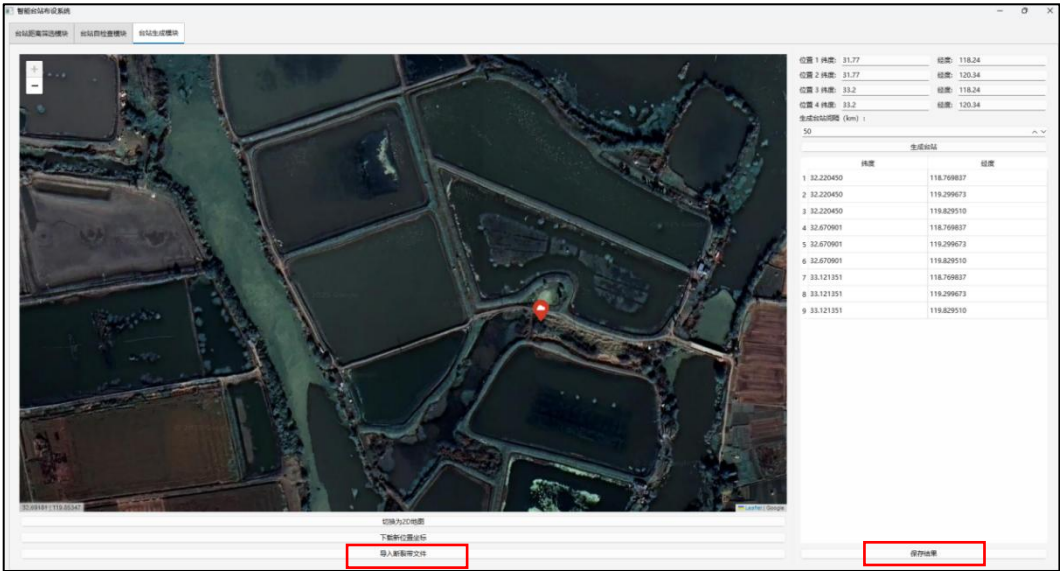 智能台站布设系统
台站距离筛选模块 台站自检查模块 台站生成模块
+
−
32.69181 | 119.83347
Leaflet | Google
切换为2D地图
下载新位置坐标
导入断裂带文件
位置 1 纬度: 31.77 经度: 118.24
位置 2 纬度: 31.77 经度: 120.34
位置 3 纬度: 33.2 经度: 118.24
位置 4 纬度: 33.2 经度: 120.34
生成台站间隔 (km) :
50
生成台站
纬度 经度
1 32.220450 118.769837
2 32.220450 119.299673
3 32.220450 119.829510
4 32.670901 118.769837
5 32.670901 119.299673
6 32.670901 119.829510
7 33.121351 118.769837
8 33.121351 119.299673
9 33.121351 119.829510
保存结果